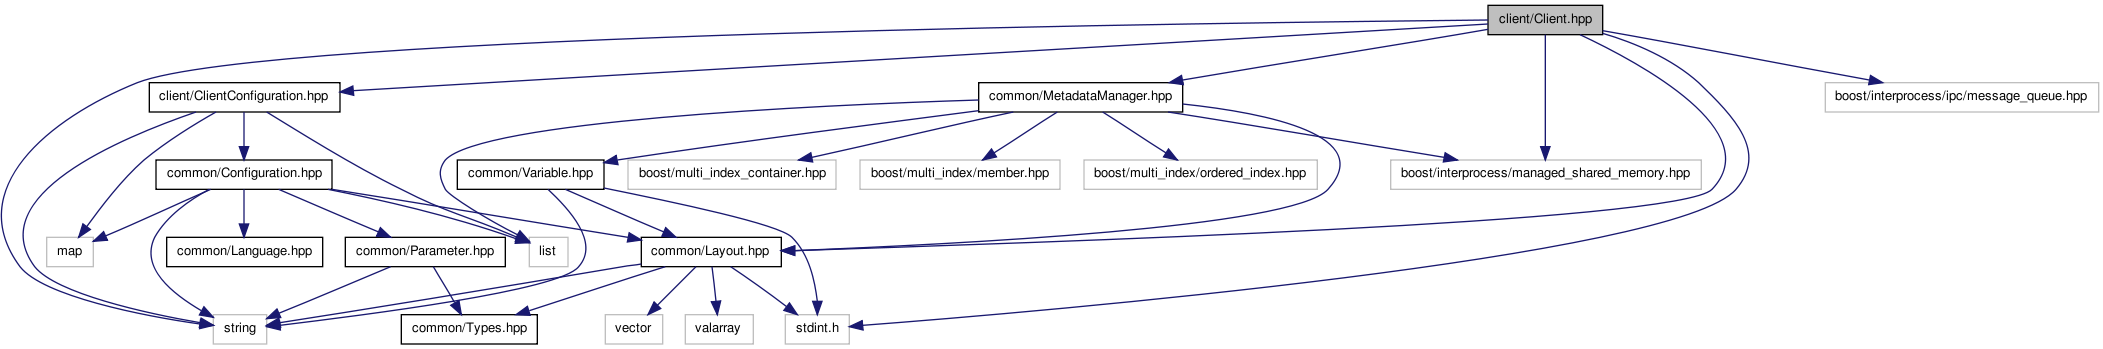 client/Client.hpp
client/ClientConfiguration.hpp
common/MetadataManager.hpp
boost/interprocess/ipc/message_queue.hpp
common/Configuration.hpp
common/Variable.hpp
boost/multi_index_container.hpp
boost/multi_index/member.hpp
boost/multi_index/ordered_index.hpp
boost/interprocess/managed_shared_memory.hpp
map
common/Language.hpp
common/Parameter.hpp
list
common/Layout.hpp
string
common/Types.hpp
vector
valarray
stdint.h